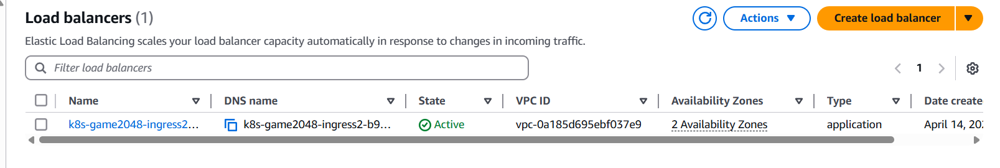 Load balancers (1)
Actions
Create load balancer
Elastic Load Balancing scales your load balancer capacity automatically in response to changes in incoming traffic.
Filter load balancers
1
Name DNS name State VPC ID Availability Zones Type Date create
k8s-game2048-ingress2... k8s-game2048-ingress2-b9... Active vpc-0a185d695ebf037e9 2 Availability Zones application April 14, 202